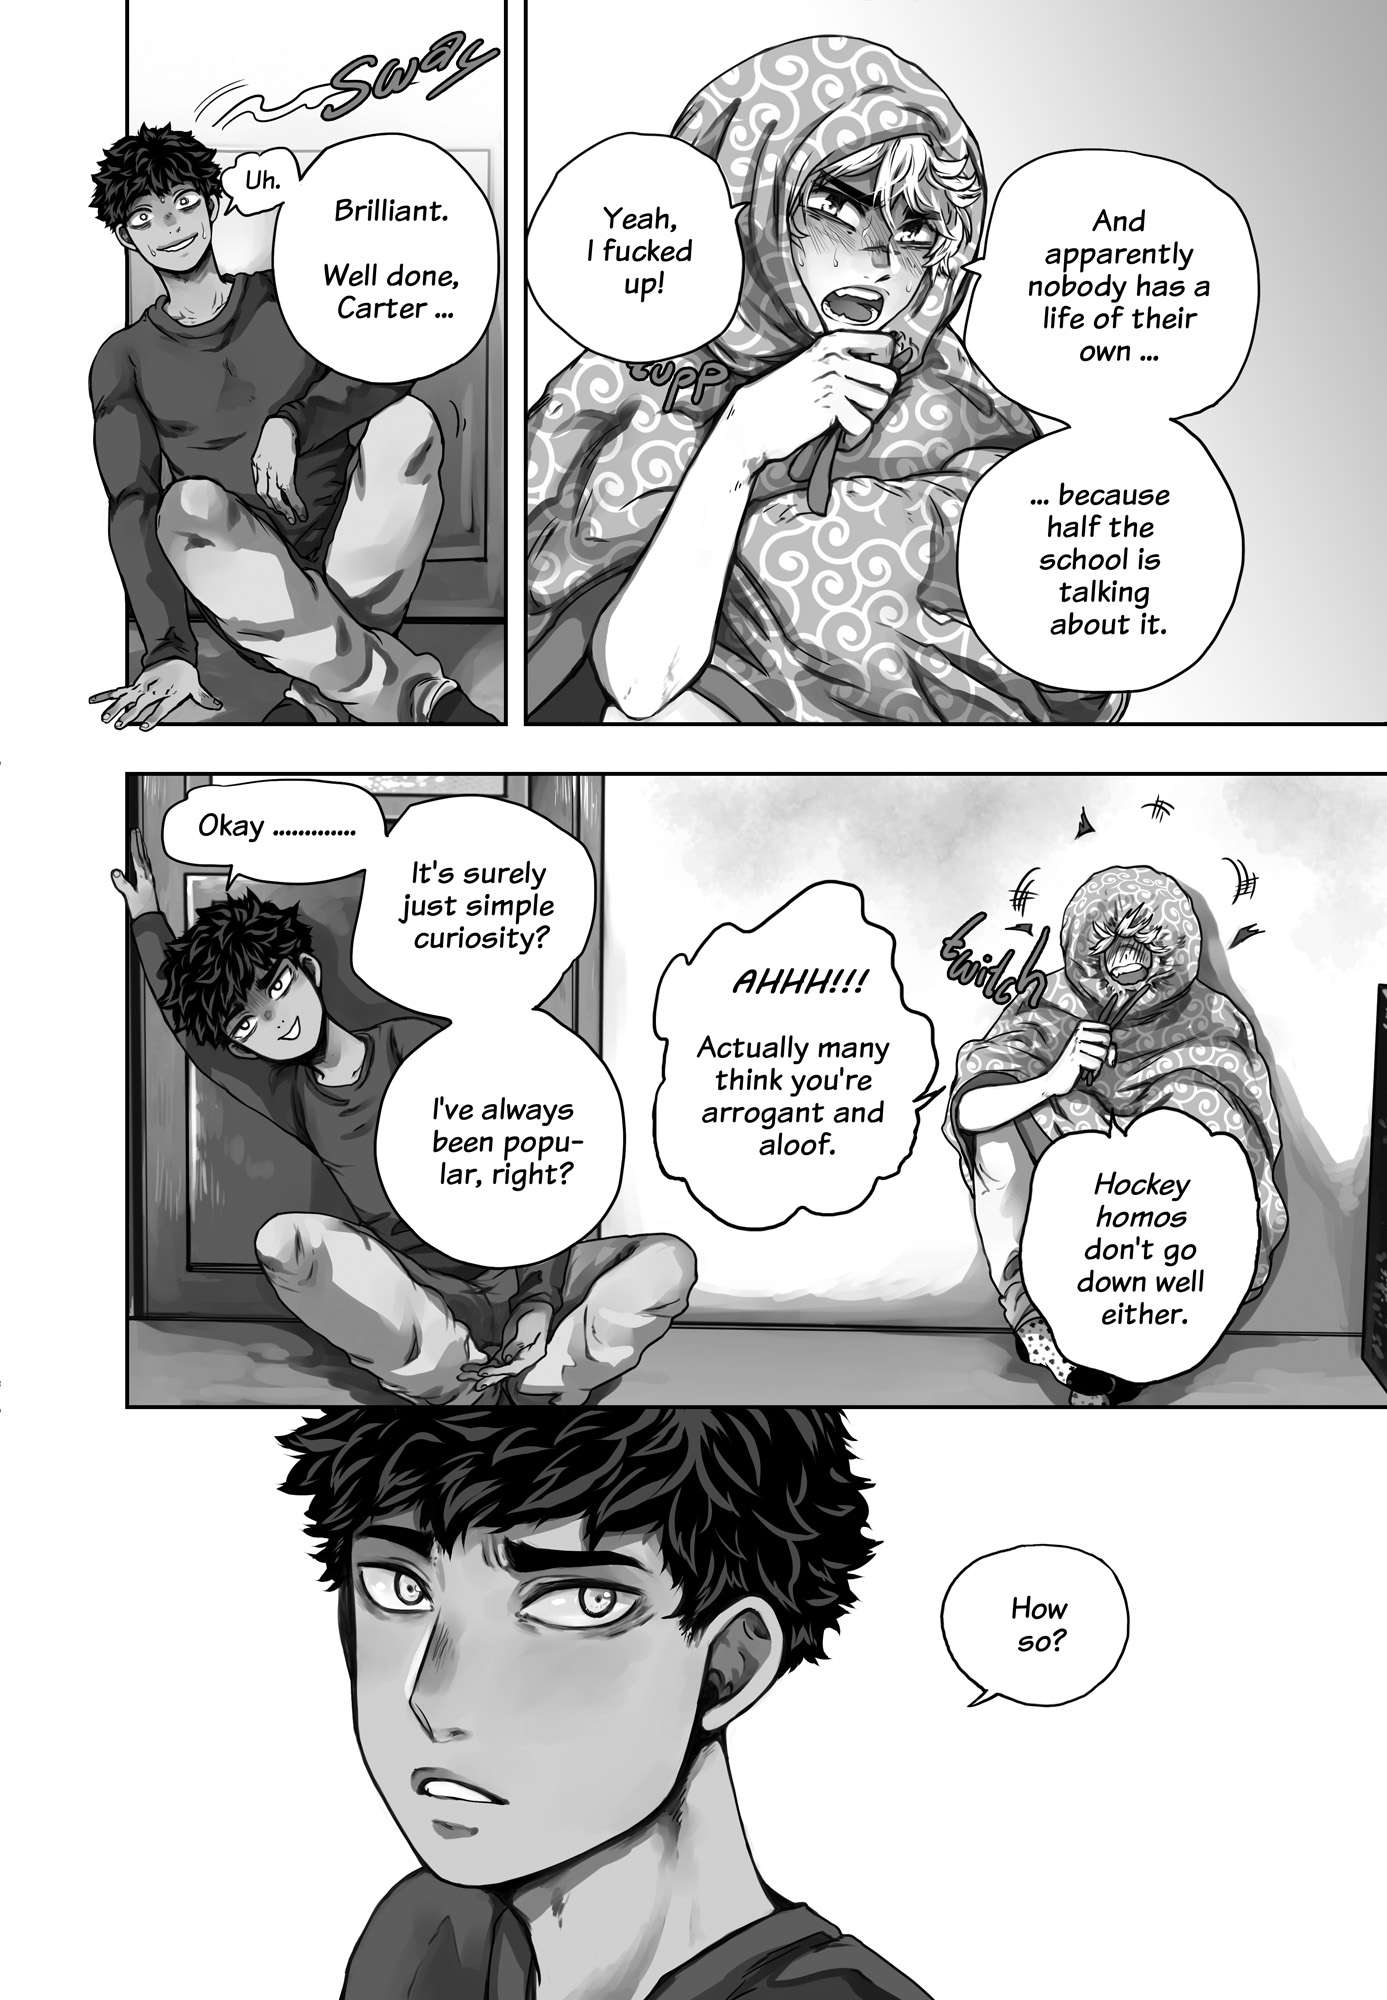 Sway
Uh.
Brilliant.
Well done,
Carter ...
Yeah,
I fucked
up!
tupp
And
apparently
nobody has a
life of their
own ...
... because
half the
school is
talking
about it.
Okay .............
It's surely
just simple
curiosity?
I've always
been popu-
lar, right?
AHHH!!!
Actually many
think you're
arrogant and
aloof.
twitch
Hockey
homos
don't go
down well
either.
How
so?